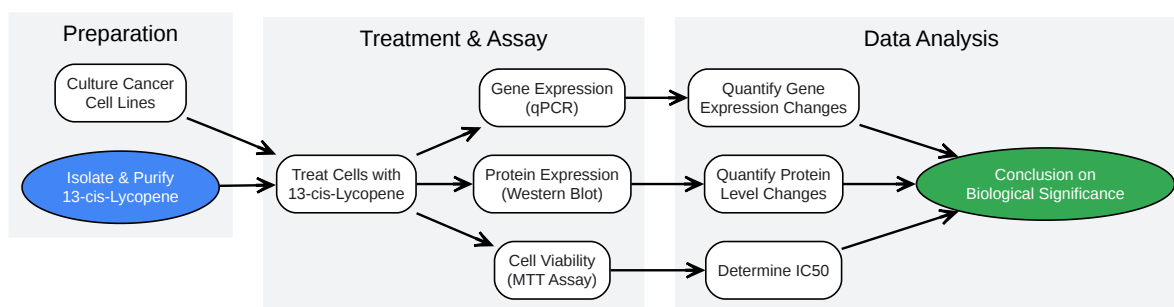 Preparation
Treatment & Assay
Data Analysis
Culture Cancer
Cell Lines
Isolate & Purify
13-cis-Lycopene
Treat Cells with
13-cis-Lycopene
Gene Expression
(qPCR)
Protein Expression
(Western Blot)
Cell Viability
(MTT Assay)
Quantify Gene
Expression Changes
Quantify Protein
Level Changes
Determine IC50
Conclusion on
Biological Significance